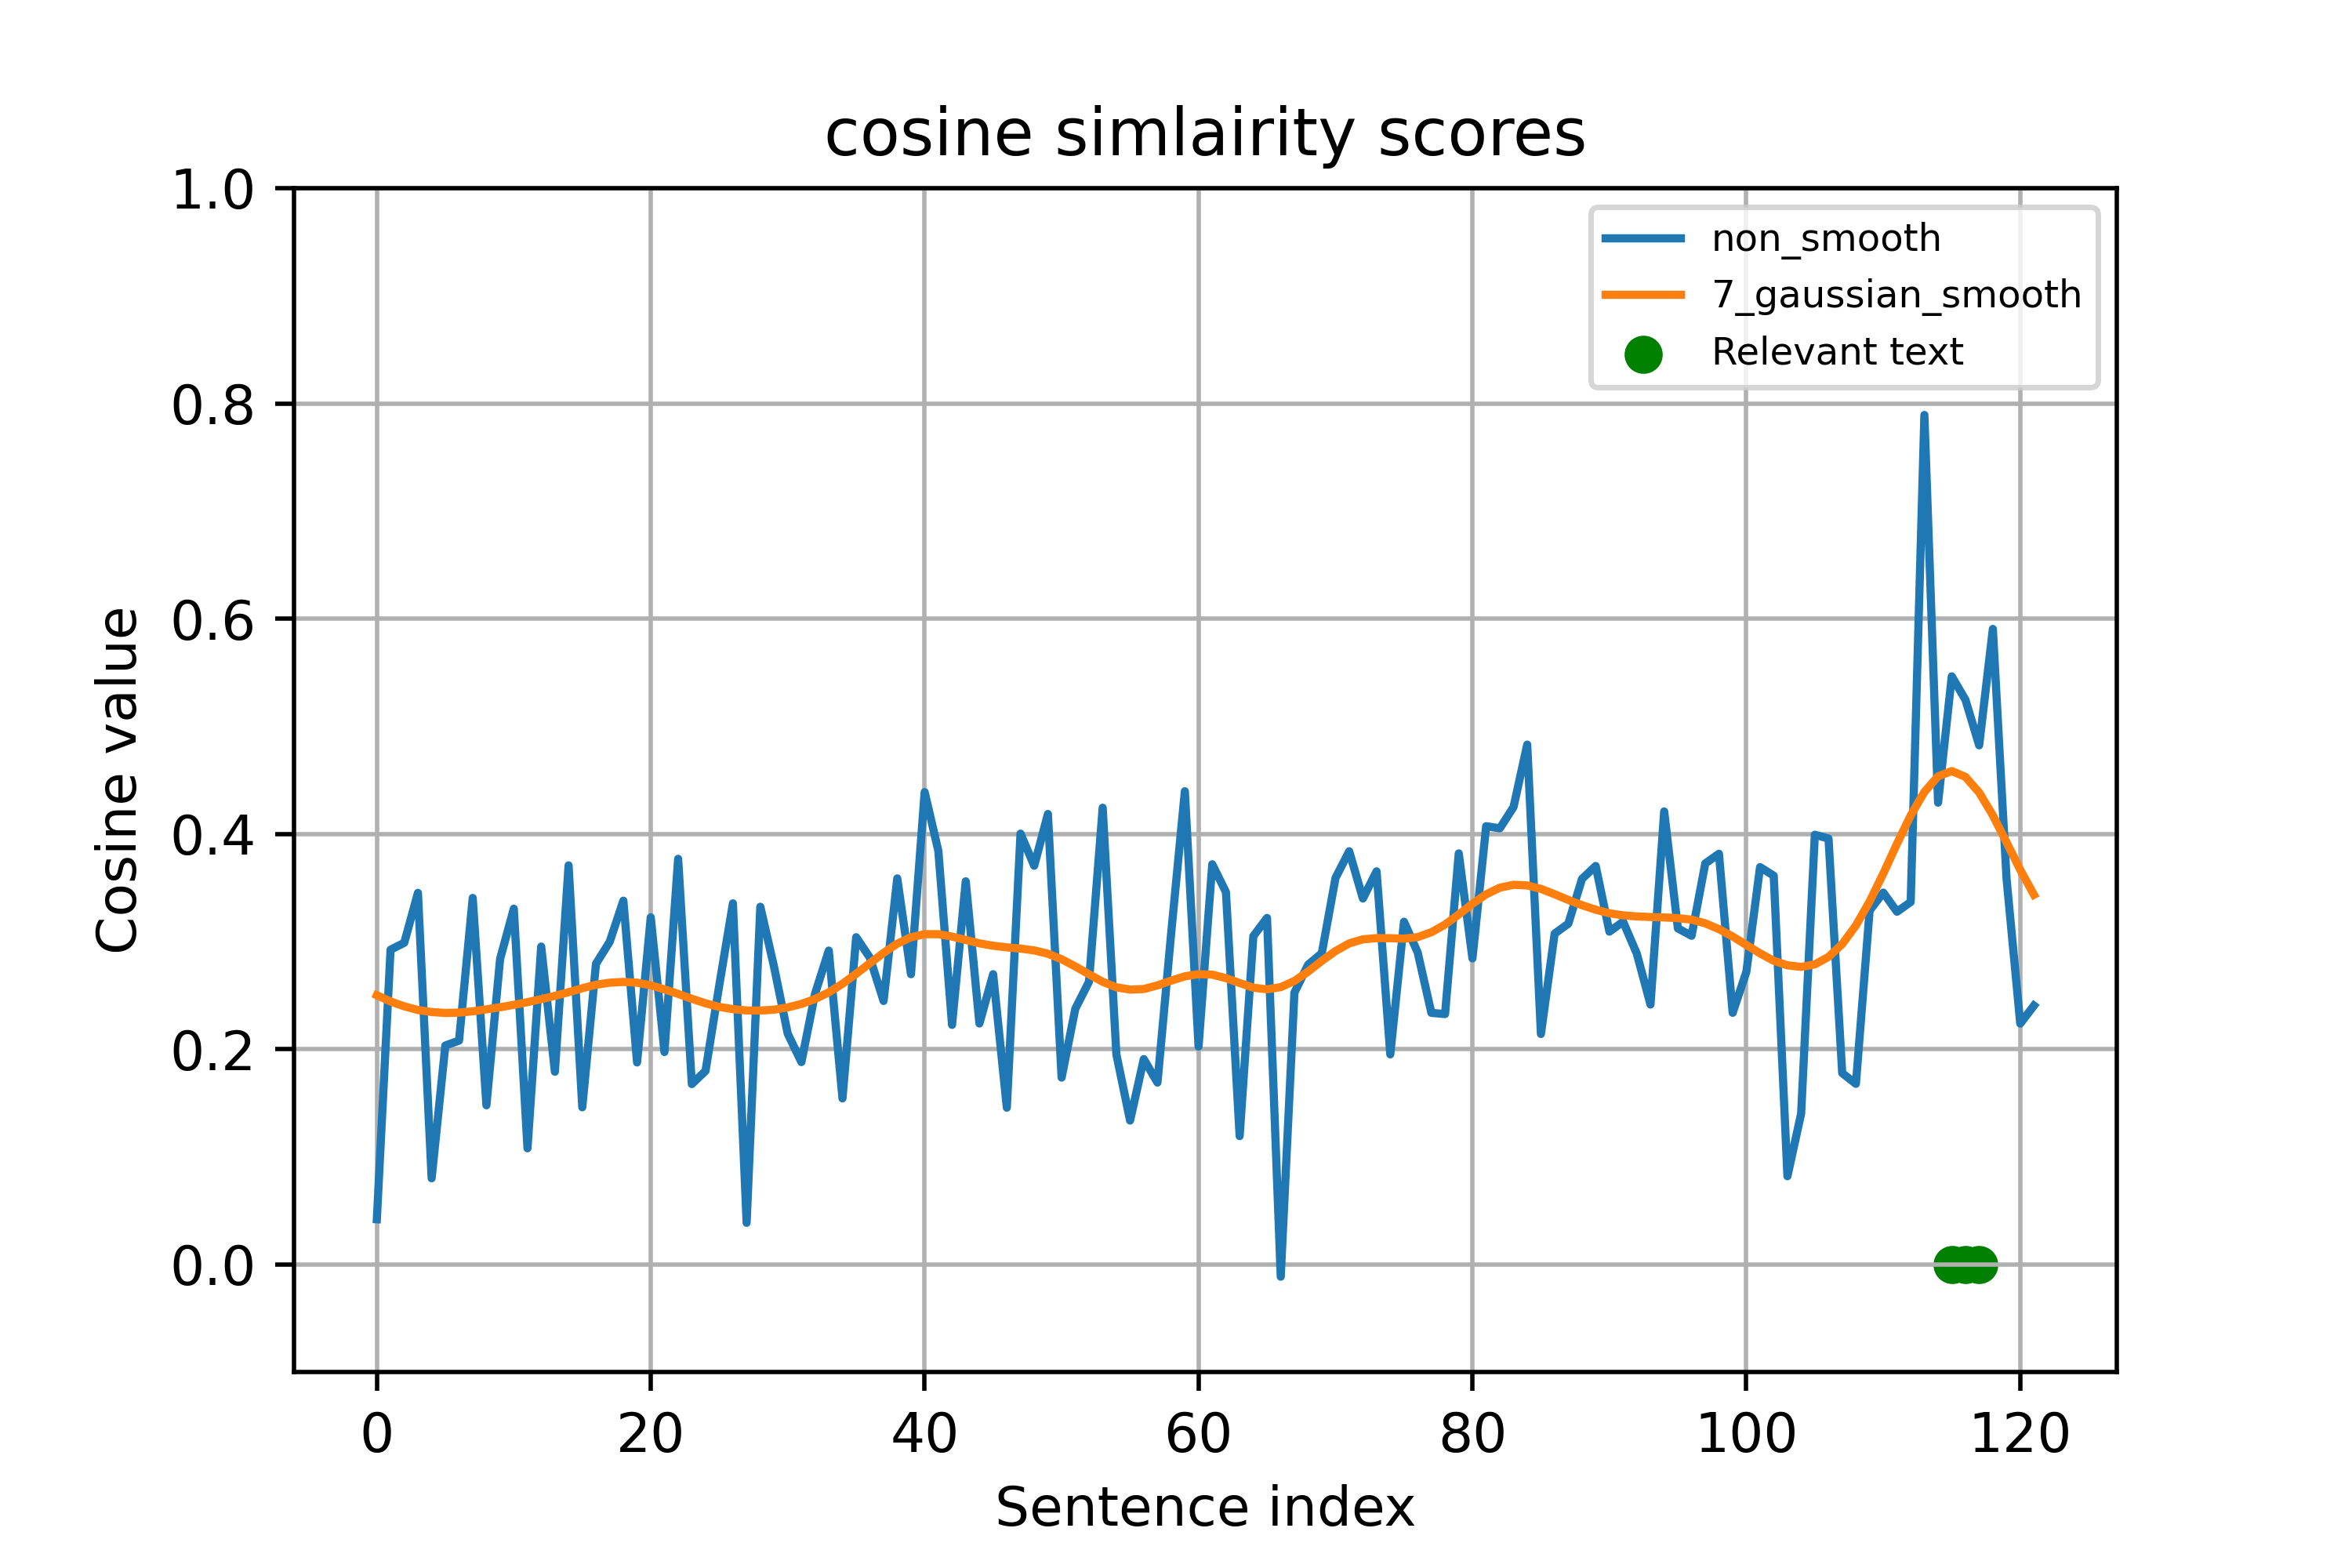 cosine simlairity scores
1.0
0.8
0.6
0.4
0.2
0.0
Cosine value
non_smooth
7_gaussian_smooth
Relevant text
0 20 40 60 80 100 120
Sentence index